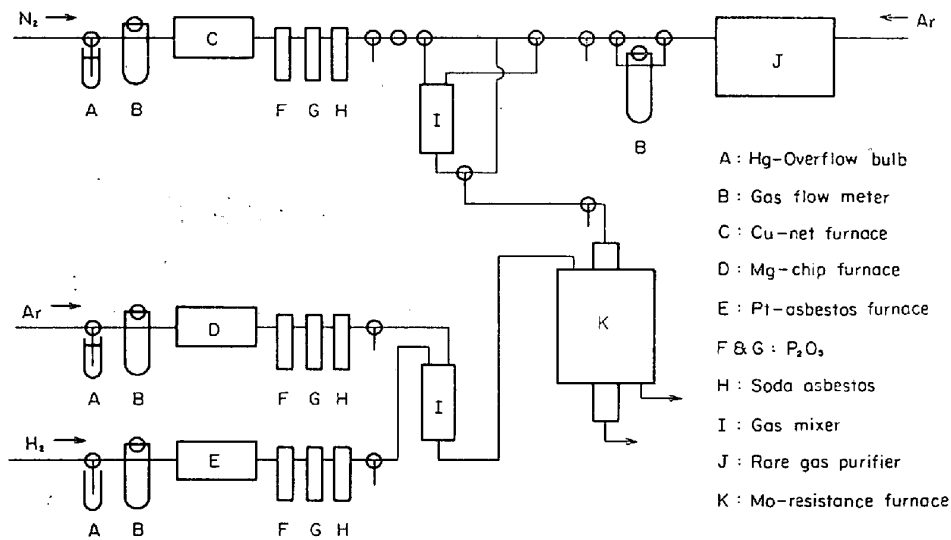 N₂ → ← Ar
C
J
A B F G H I B
A : Hg-Overflow bulb
B : Gas flow meter
C : Cu-net furnace
D : Mg-chip furnace
E : Pt-asbestos furnace
F & G : P₂O₅
H : Soda asbestos
I : Gas mixer
J : Rare gas purifier
K : Mo-resistance furnace
Ar →
D
K
A B F G H I
H₂ →
E
A B F G H